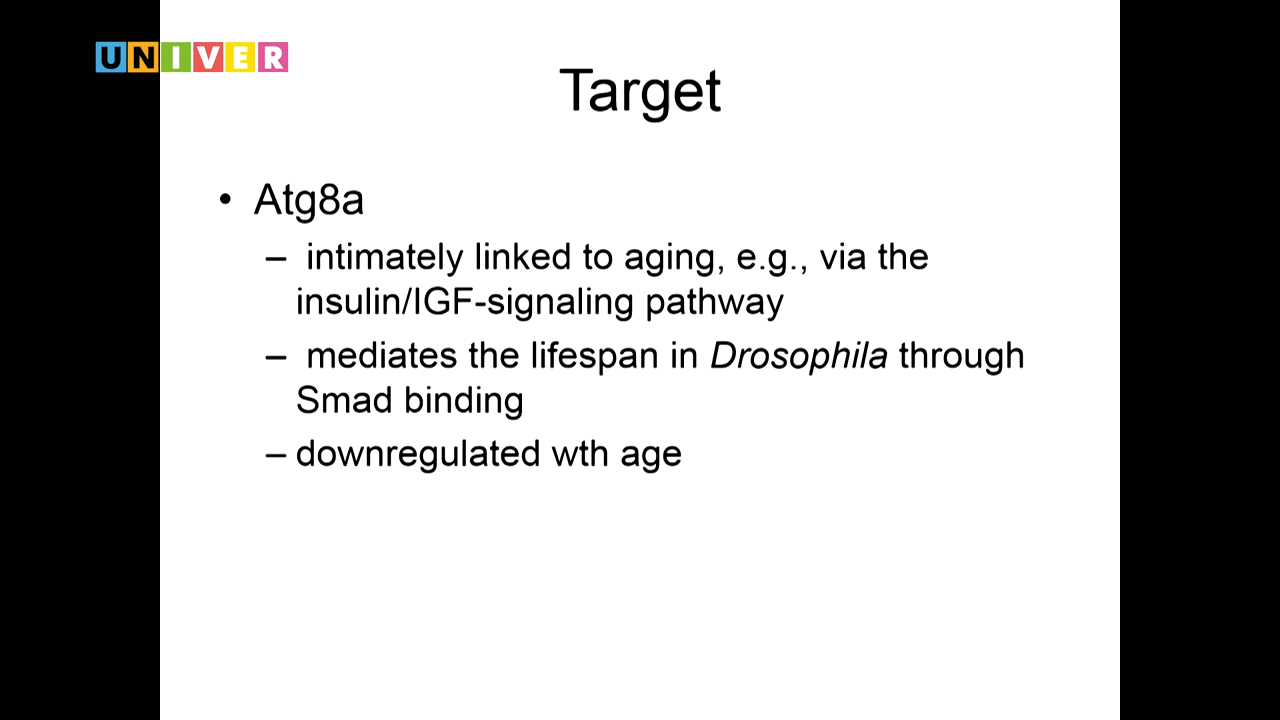 UNIVER
Target
• Atg8a
– intimately linked to aging, e.g., via the
insulin/IGF-signaling pathway
– mediates the lifespan in Drosophila through
Smad binding
– downregulated wth age